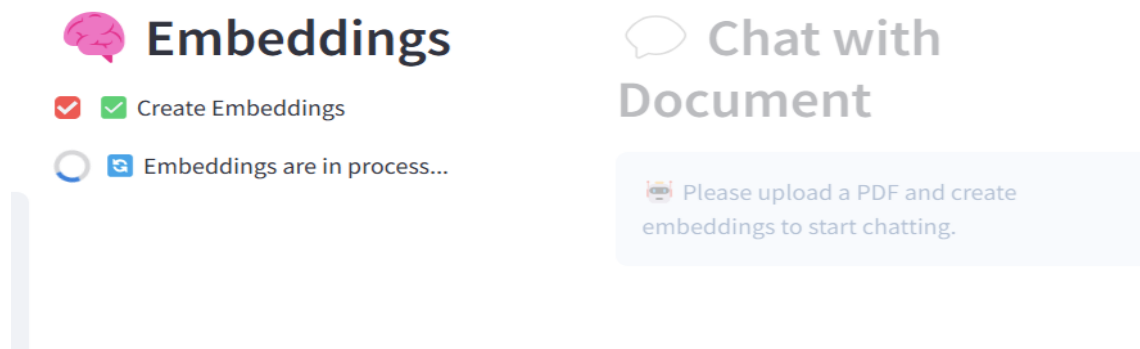 Embeddings
Create Embeddings
Embeddings are in process...
Chat with
Document
Please upload a PDF and create
embeddings to start chatting.